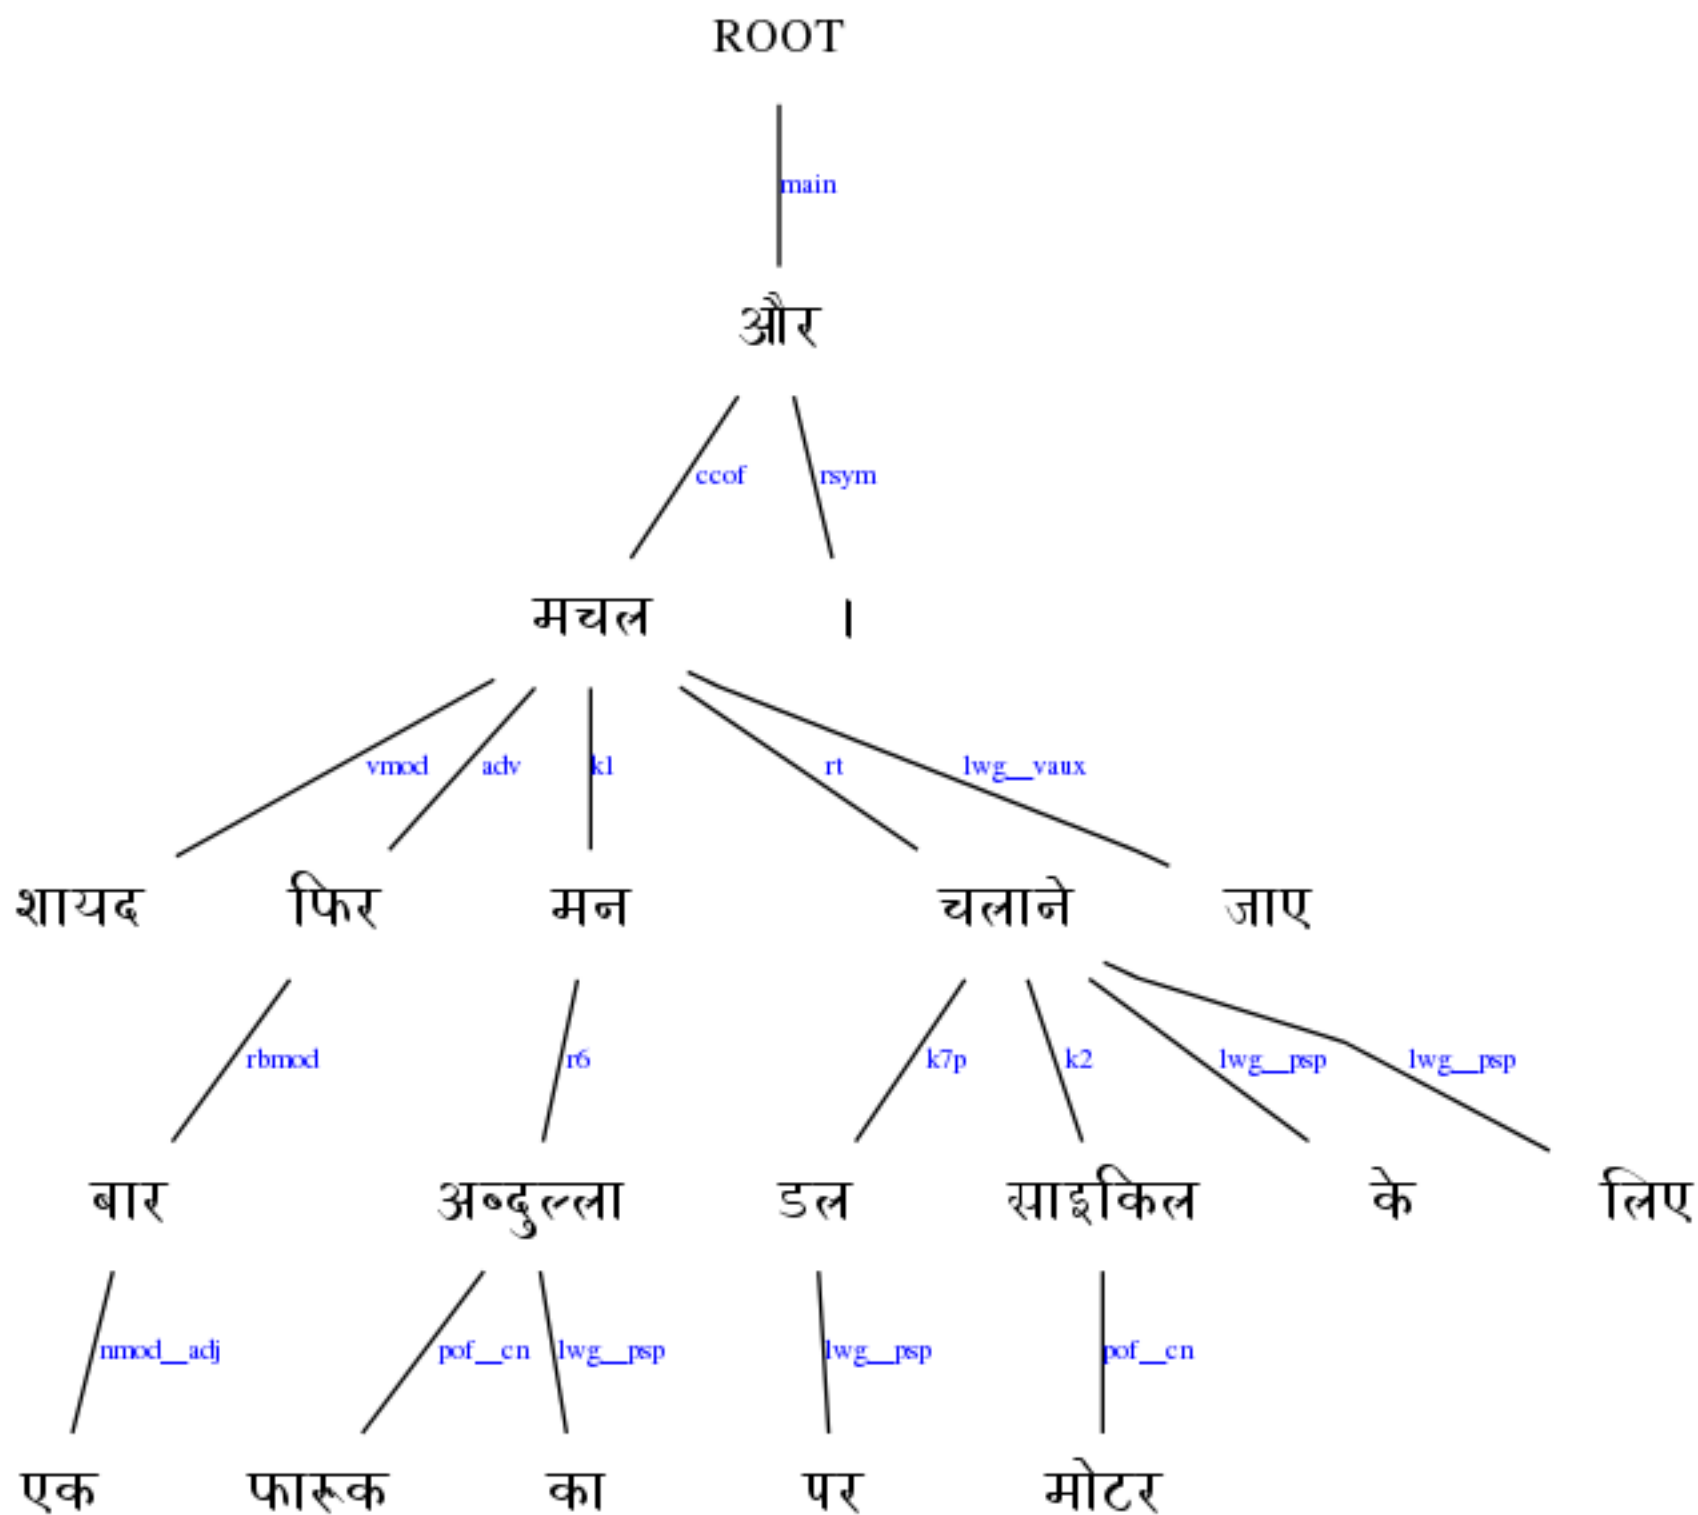 ROOT
main
और
ccof rsym
मचल ।
vmod adv k1 rt lwg__vaux
शायद फिर मन चलाने जाए
rbmod r6 k7p k2 lwg__psp lwg__psp
बार अब्दुल्ला डल साइकिल के लिए
nmod__adj pof__cn lwg__psp lwg__psp pof__cn
एक फारूक का पर मोटर